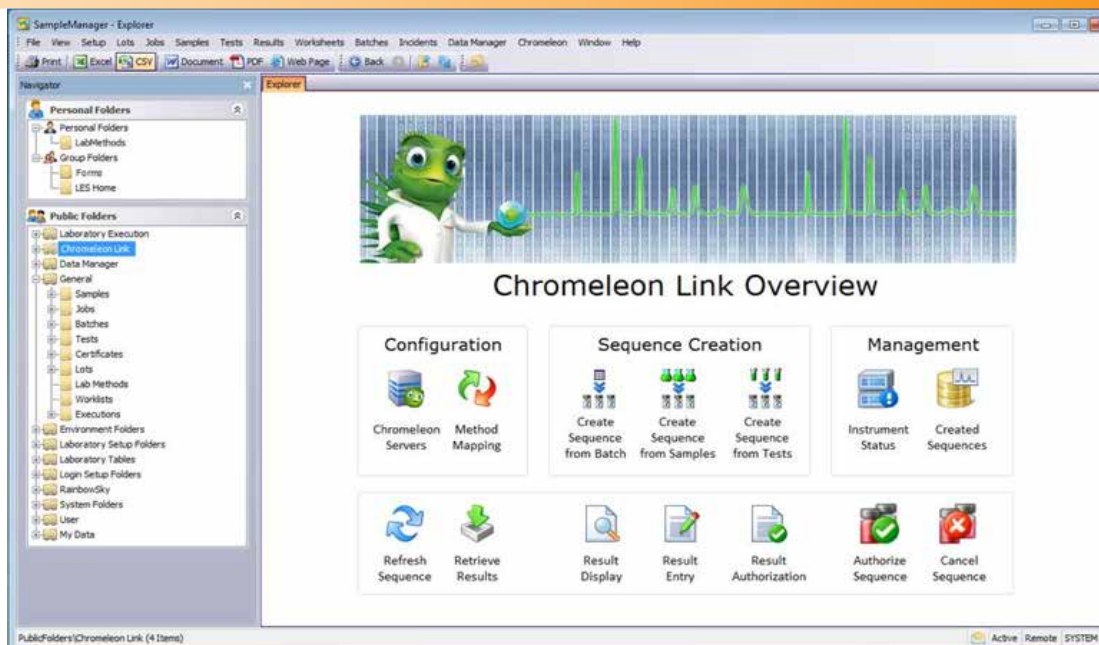 SampleManager - Explorer
File View Setup Lots Jobs Samples Tests Results Worksheets Batches Incidents Data Manager Chromeleon Window Help
Print Excel CSV Document PDF Web Page Back
Navigator
Personal Folders
Personal Folders
LabMethods
Group Folders
Forms
LES Home
Public Folders
Laboratory Execution
Chromeleon Link
Data Manager
General
Samples
Jobs
Batches
Tests
Certificates
Lots
Lab Methods
Worklists
Executions
Environment Folders
Laboratory Setup Folders
Laboratory Tables
Login Setup Folders
RainbowSky
System Folders
User
My Data
Explorer
Chromeleon Link Overview
Configuration
Chromeleon Servers
Method Mapping
Sequence Creation
Create Sequence from Batch
Create Sequence from Samples
Create Sequence from Tests
Management
Instrument Status
Created Sequences
Refresh Sequence
Retrieve Results
Result Display
Result Entry
Result Authorization
Authorize Sequence
Cancel Sequence
PublicFolders\Chromeleon Link (4 Items)
Active Remote SYSTEM